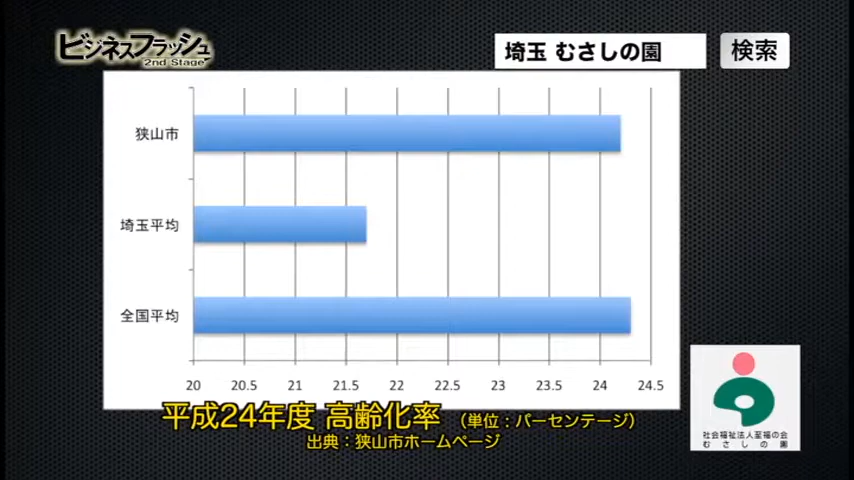 ビジネスフラッシュ
2nd Stage
埼玉 むさしの園
検索
狭山市
埼玉平均
全国平均
20 20.5 21 21.5 22 22.5 23 23.5 24 24.5
平成24年度 高齢化率 （単位：パーセンテージ）
出典：狭山市ホームページ
社会福祉法人至福の会
むさしの園